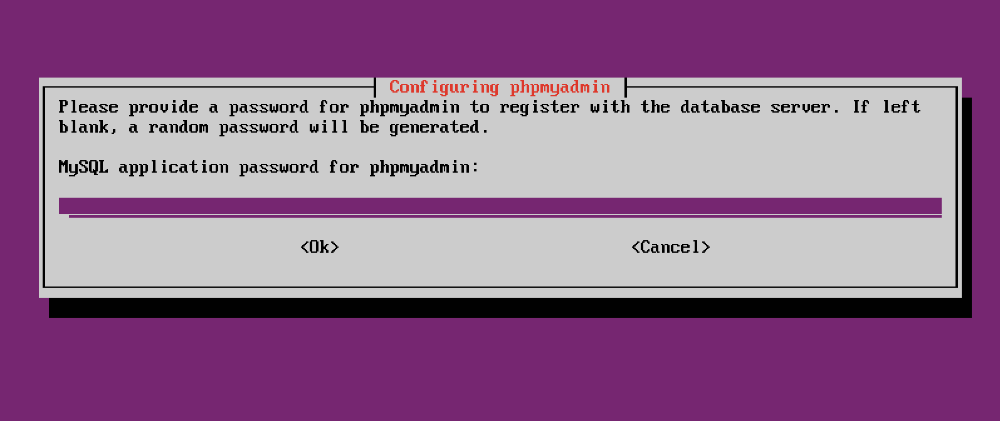 Configuring phpmyadmin
Please provide a password for phpmyadmin to register with the database server. If left
blank, a random password will be generated.
MySQL application password for phpmyadmin:
<Ok> <Cancel>